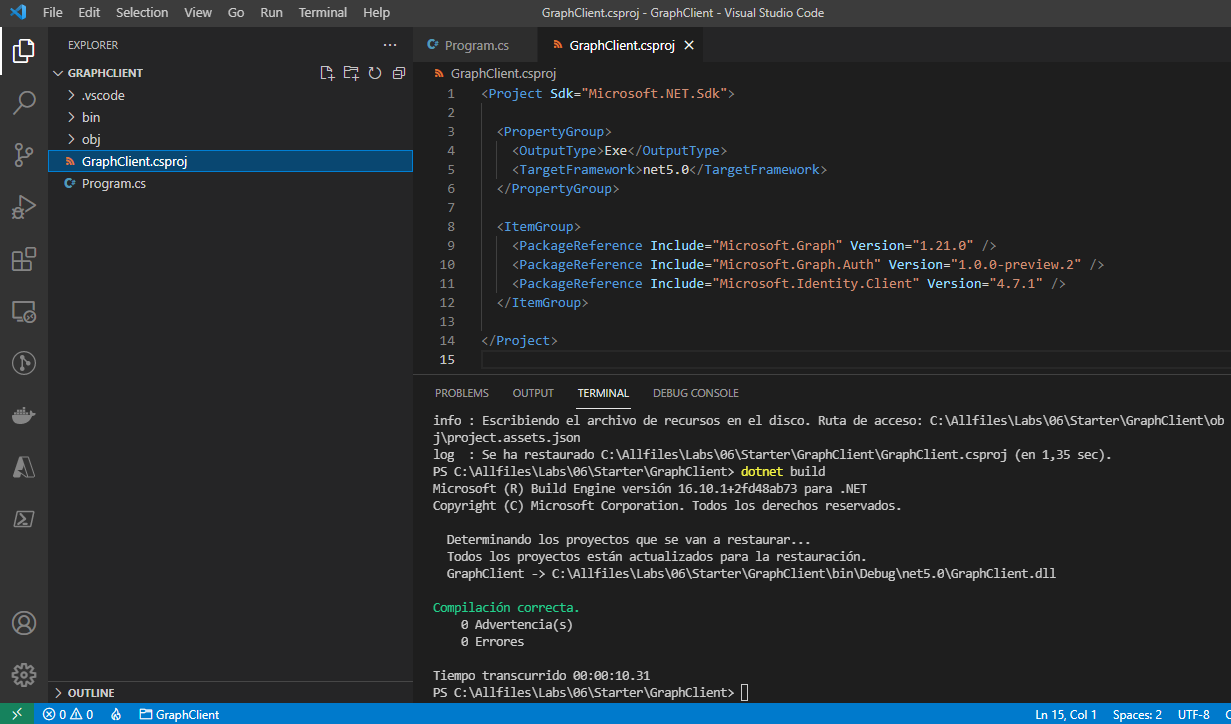 File Edit Selection View Go Run Terminal Help GraphClient.csproj - GraphClient - Visual Studio Code
EXPLORER
GRAPHCLIENT
.vscode
bin
obj
GraphClient.csproj
C# Program.cs
OUTLINE
C# Program.cs GraphClient.csproj
GraphClient.csproj
1 <Project Sdk="Microsoft.NET.Sdk">
2
3 <PropertyGroup>
4 <OutputType>Exe</OutputType>
5 <TargetFramework>net5.0</TargetFramework>
6 </PropertyGroup>
7
8 <ItemGroup>
9 <PackageReference Include="Microsoft.Graph" Version="1.21.0" />
10 <PackageReference Include="Microsoft.Graph.Auth" Version="1.0.0-preview.2" />
11 <PackageReference Include="Microsoft.Identity.Client" Version="4.7.1" />
12 </ItemGroup>
13
14 </Project>
15
PROBLEMS OUTPUT TERMINAL DEBUG CONSOLE
info : Escribiendo el archivo de recursos en el disco. Ruta de acceso: C:\Allfiles\Labs\06\Starter\GraphClient\ob
j\project.assets.json
log  : Se ha restaurado C:\Allfiles\Labs\06\Starter\GraphClient\GraphClient.csproj (en 1,35 sec).
PS C:\Allfiles\Labs\06\Starter\GraphClient> dotnet build
Microsoft (R) Build Engine versión 16.10.1+2fd48ab73 para .NET
Copyright (C) Microsoft Corporation. Todos los derechos reservados.
Determinando los proyectos que se van a restaurar...
Todos los proyectos están actualizados para la restauración.
GraphClient -> C:\Allfiles\Labs\06\Starter\GraphClient\bin\Debug\net5.0\GraphClient.dll
Compilación correcta.
0 Advertencia(s)
0 Errores
Tiempo transcurrido 00:00:10.31
PS C:\Allfiles\Labs\06\Starter\GraphClient>
0 0 GraphClient Ln 15, Col 1 Spaces: 2 UTF-8